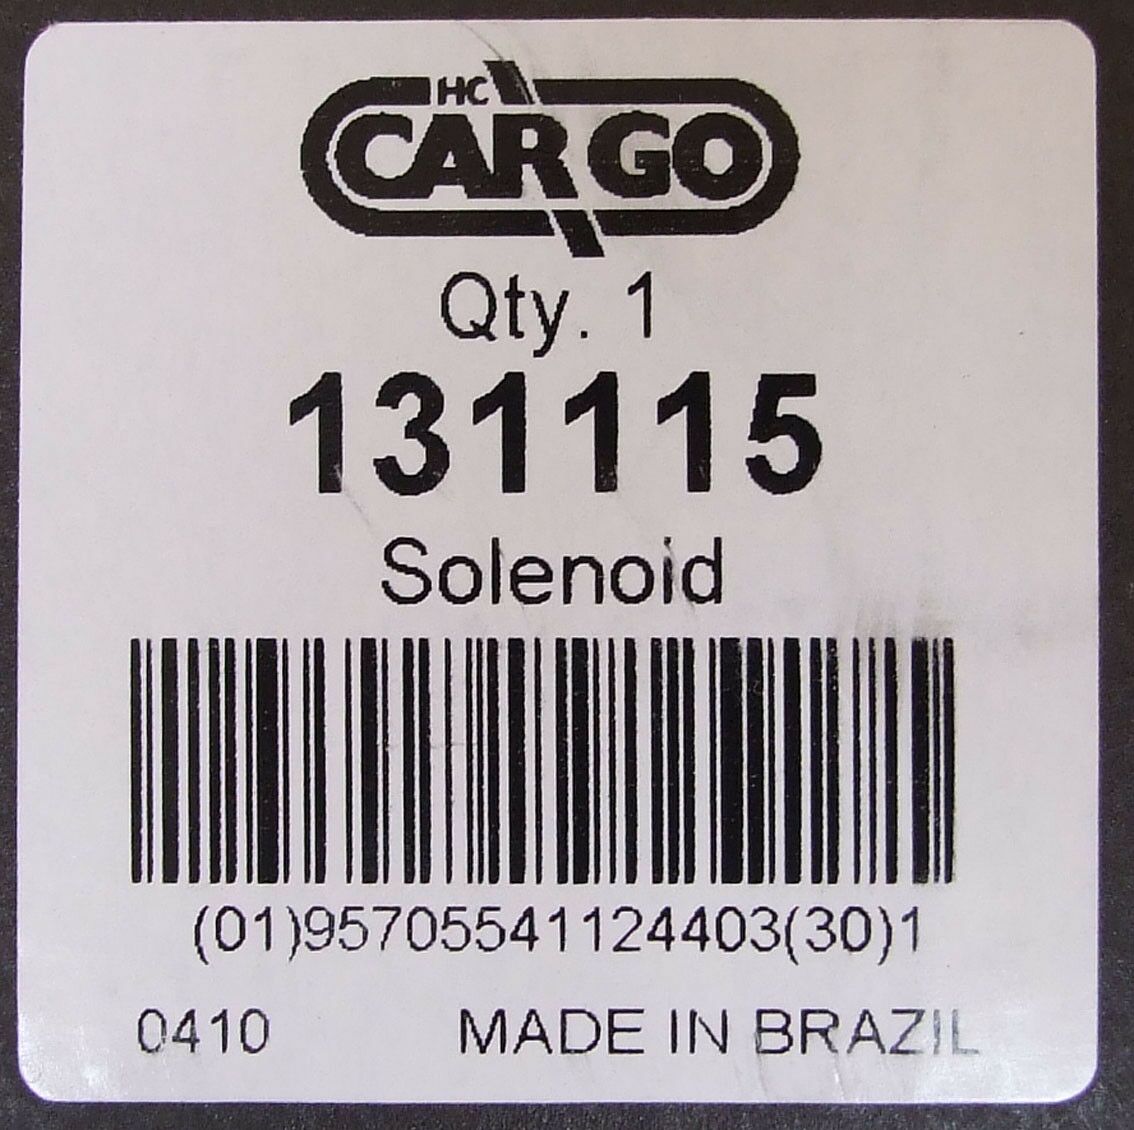 HC
CARGO
Qty. 1
131115
Solenoid
(01)95705541124403(30)1
0410 MADE IN BRAZIL